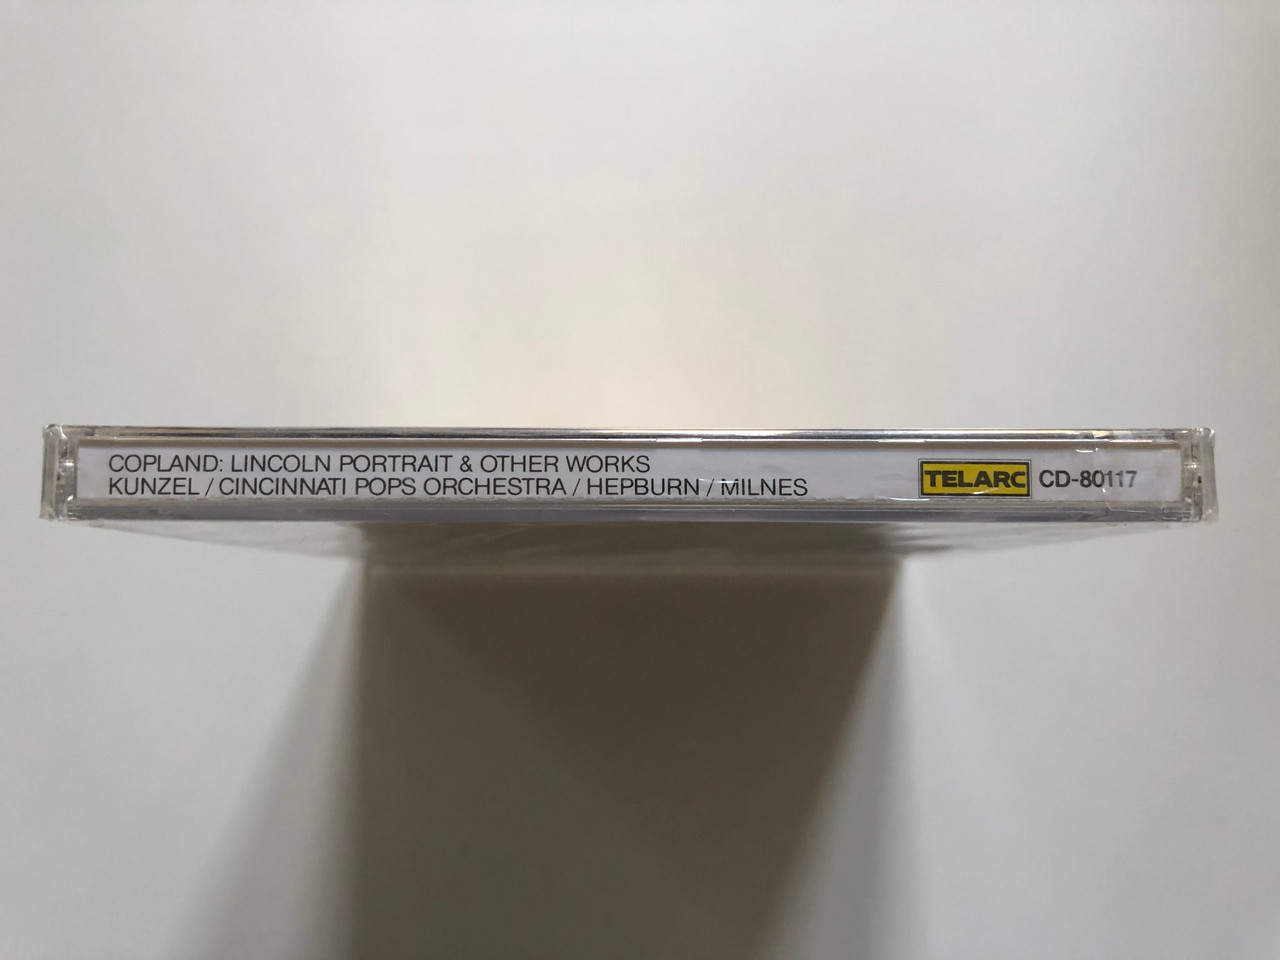 COPLAND: LINCOLN PORTRAIT & OTHER WORKS
KUNZEL / CINCINNATI POPS ORCHESTRA / HEPBURN / MILNES
TELARC CD-80117